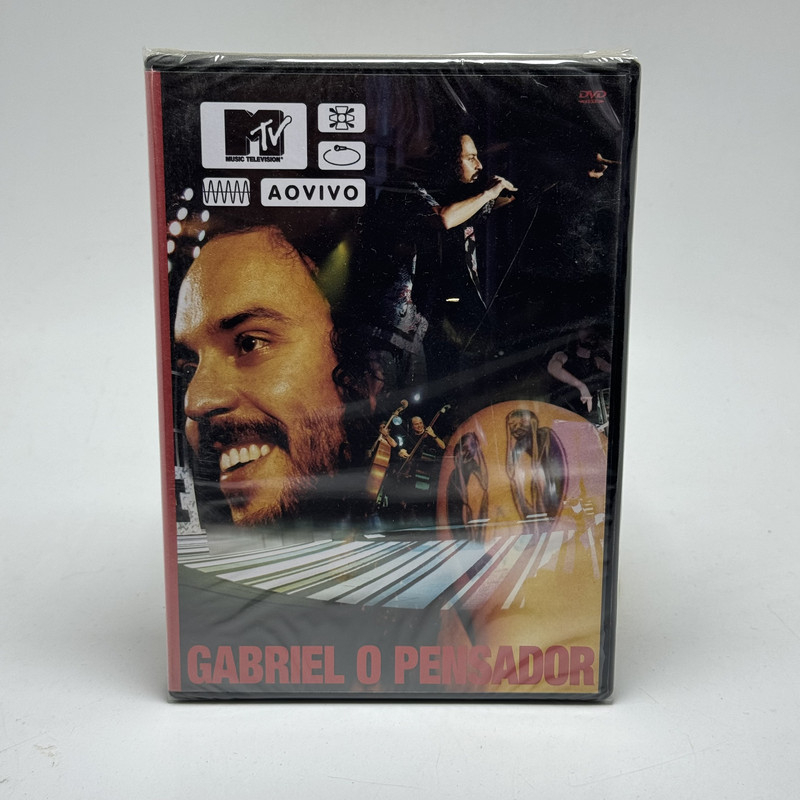 DVD
MTV
MUSIC TELEVISION®
AOVIVO
GABRIEL O PENSADOR